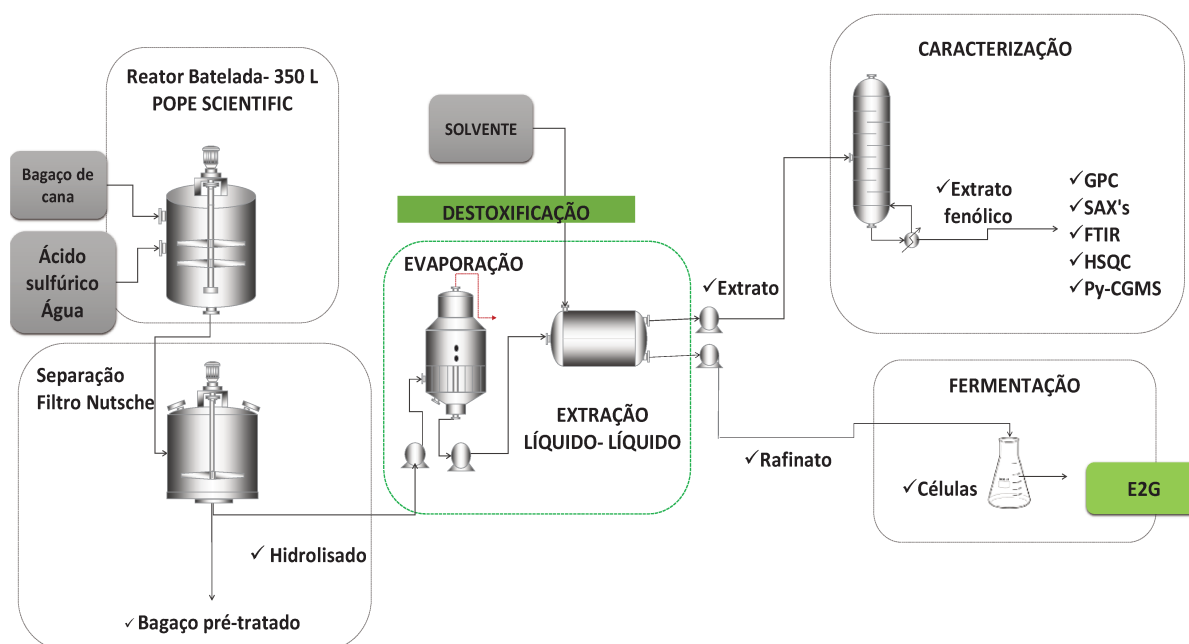 Reator Batelada- 350 L
POPE SCIENTIFIC
Bagaço de
cana
Ácido
sulfúrico
Água
Separação
Filtro Nutsche
✓ Hidrolisado
✓ Bagaço pré-tratado
SOLVENTE
DESTOXIFICAÇÃO
EVAPORAÇÃO
EXTRAÇÃO
LÍQUIDO- LÍQUIDO
✓Extrato
✓Rafinato
CARACTERIZAÇÃO
✓Extrato
fenólico
✓GPC
✓SAX's
✓FTIR
✓HSQC
✓Py-CGMS
FERMENTAÇÃO
✓Células
E2G